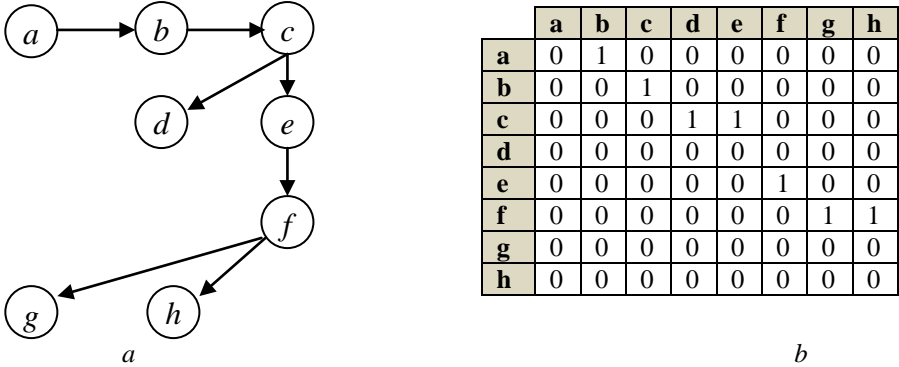 a b c
d e
f
g h
a
a b c d e f g h
a 0 1 0 0 0 0 0 0
b 0 0 1 0 0 0 0 0
c 0 0 0 1 1 0 0 0
d 0 0 0 0 0 0 0 0
e 0 0 0 0 0 1 0 0
f 0 0 0 0 0 0 1 1
g 0 0 0 0 0 0 0 0
h 0 0 0 0 0 0 0 0
b